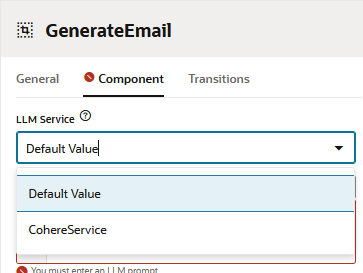 GenerateEmail
General Component Transitions
LLM Service
Default Value
Default Value
CohereService
You must enter an LLM prompt